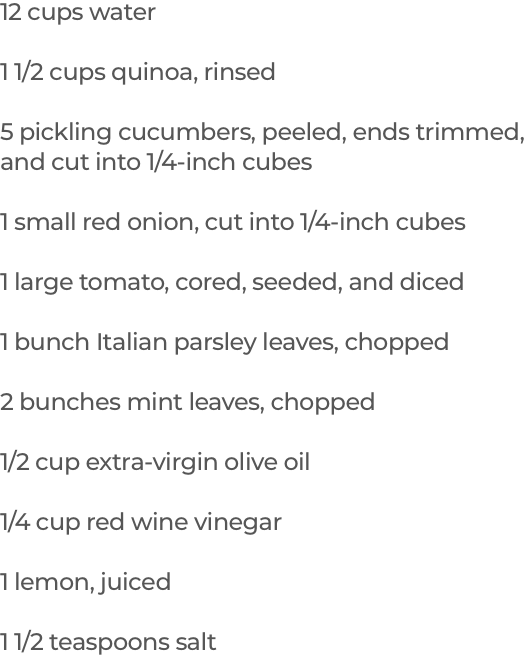 12 cups water
1 1/2 cups quinoa, rinsed
5 pickling cucumbers, peeled, ends trimmed,
and cut into 1/4-inch cubes
1 small red onion, cut into 1/4-inch cubes
1 large tomato, cored, seeded, and diced
1 bunch Italian parsley leaves, chopped
2 bunches mint leaves, chopped
1/2 cup extra-virgin olive oil
1/4 cup red wine vinegar
1 lemon, juiced
1 1/2 teaspoons salt